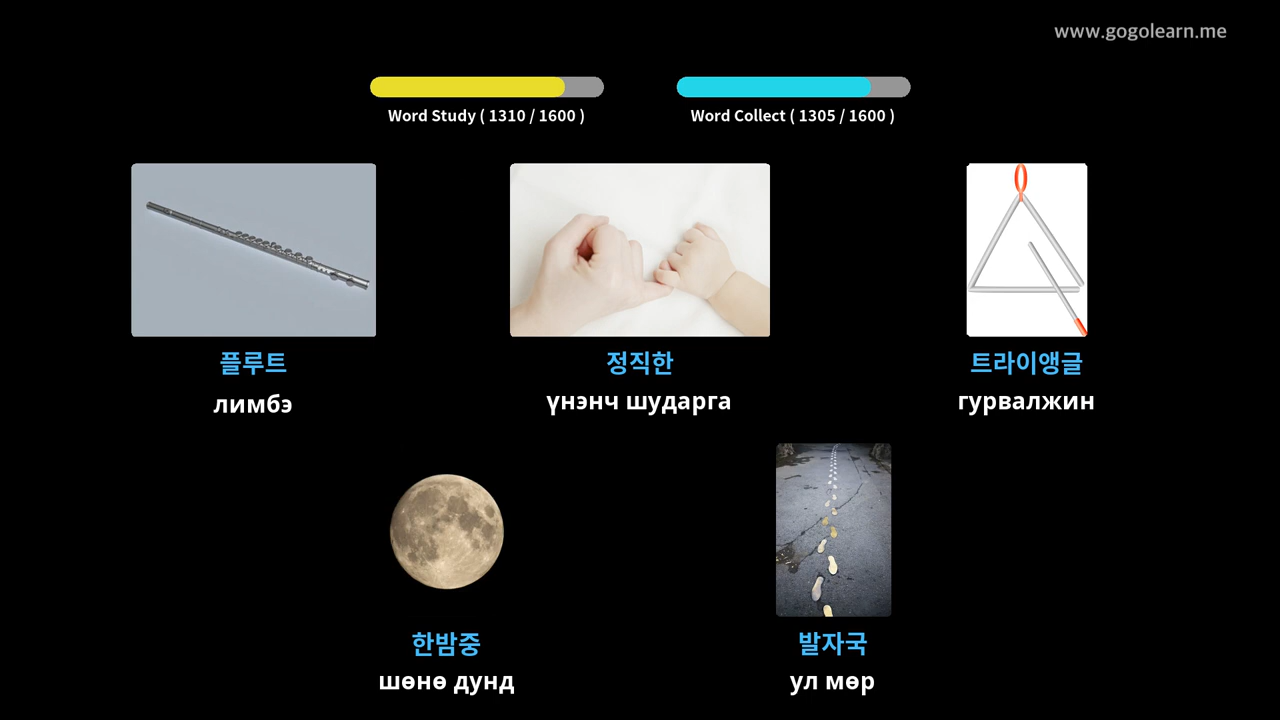 www.gogolearn.me
Word Study ( 1310 / 1600 )
Word Collect ( 1305 / 1600 )
플루트
лимбэ
정직한
үнэнч шударга
트라이앵글
гурвалжин
한밤중
шөнө дунд
발자국
ул мөр